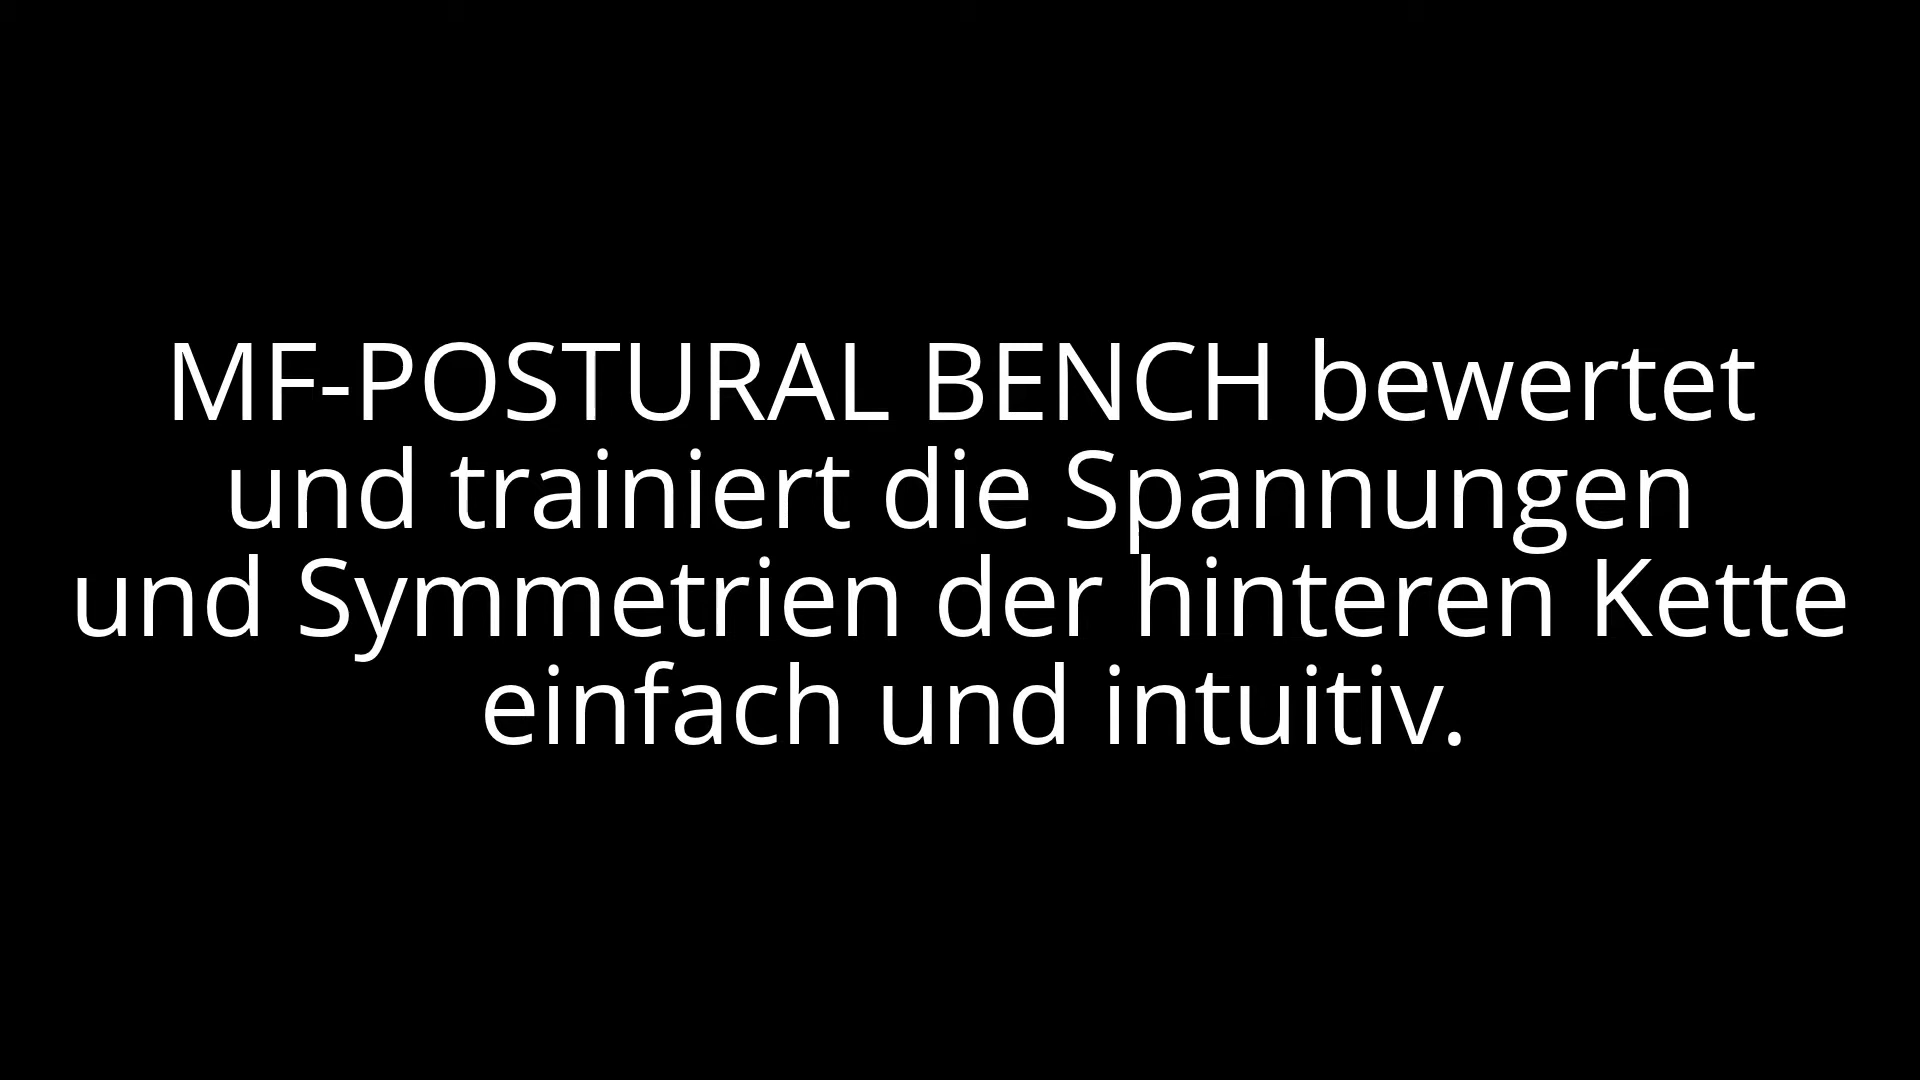 MF-POSTURAL BENCH bewertet
und trainiert die Spannungen
und Symmetrien der hinteren Kette
einfach und intuitiv.